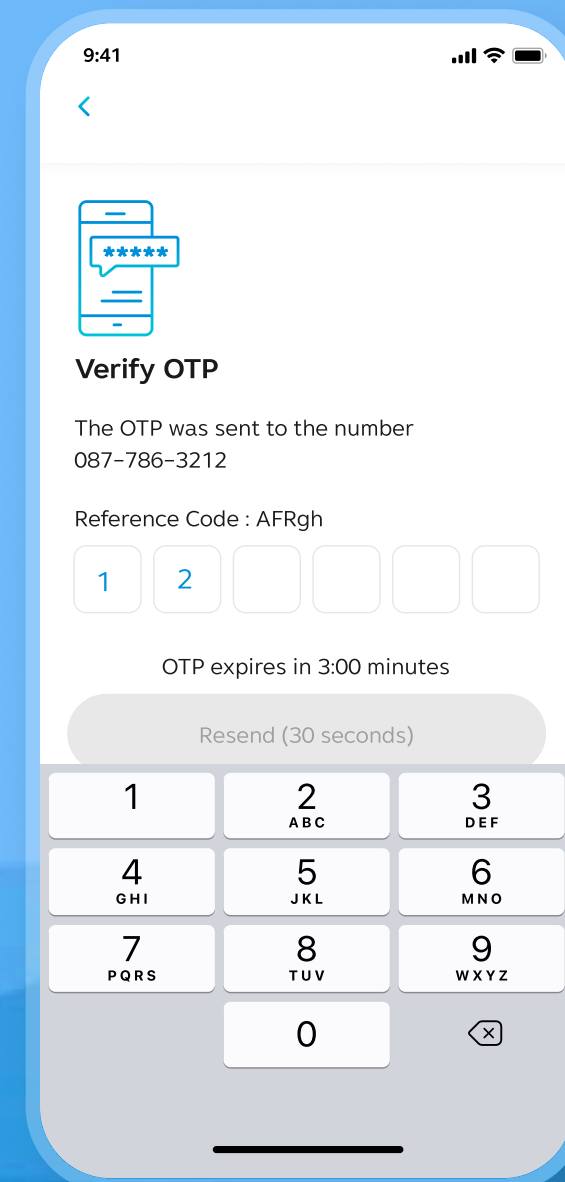 9:41
*****
Verify OTP
The OTP was sent to the number
087-786-3212
Reference Code : AFRgh
1 2
OTP expires in 3:00 minutes
Resend (30 seconds)
1 2 3
ABC DEF
4 5 6
GHI JKL MNO
7 8 9
PQRS TUV WXYZ
0